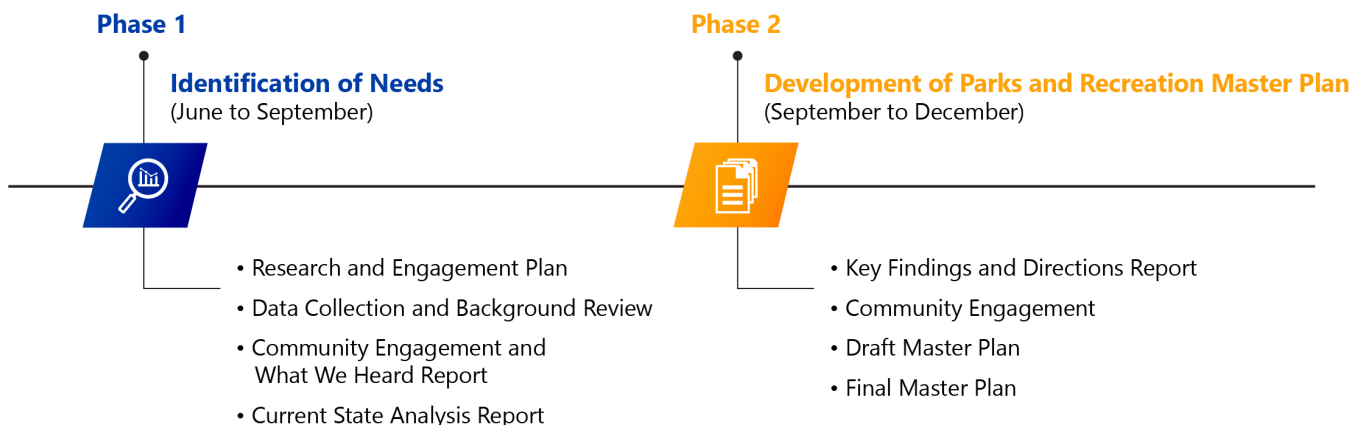 Phase 1
Identification of Needs
(June to September)
• Research and Engagement Plan
• Data Collection and Background Review
• Community Engagement and
What We Heard Report
• Current State Analysis Report
Phase 2
Development of Parks and Recreation Master Plan
(September to December)
• Key Findings and Directions Report
• Community Engagement
• Draft Master Plan
• Final Master Plan